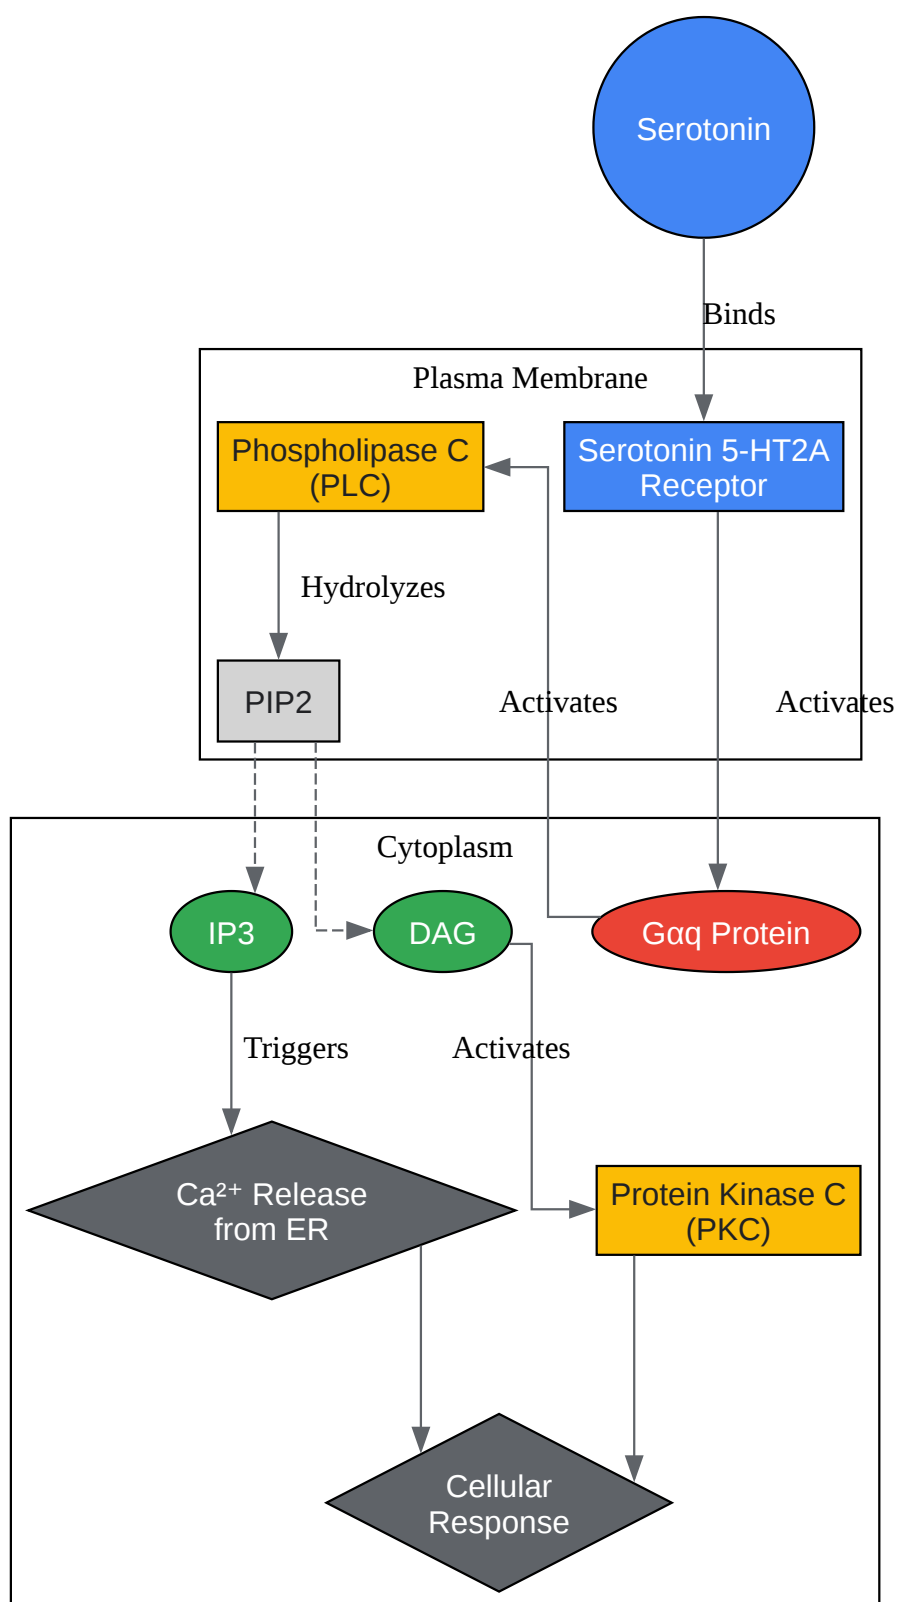 Serotonin
Binds
Plasma Membrane
Phospholipase C
(PLC)
Serotonin 5-HT2A
Receptor
Hydrolyzes
PIP2
Activates
Activates
Cytoplasm
IP3
DAG
Gαq Protein
Triggers
Activates
Ca²⁺ Release
from ER
Protein Kinase C
(PKC)
Cellular
Response